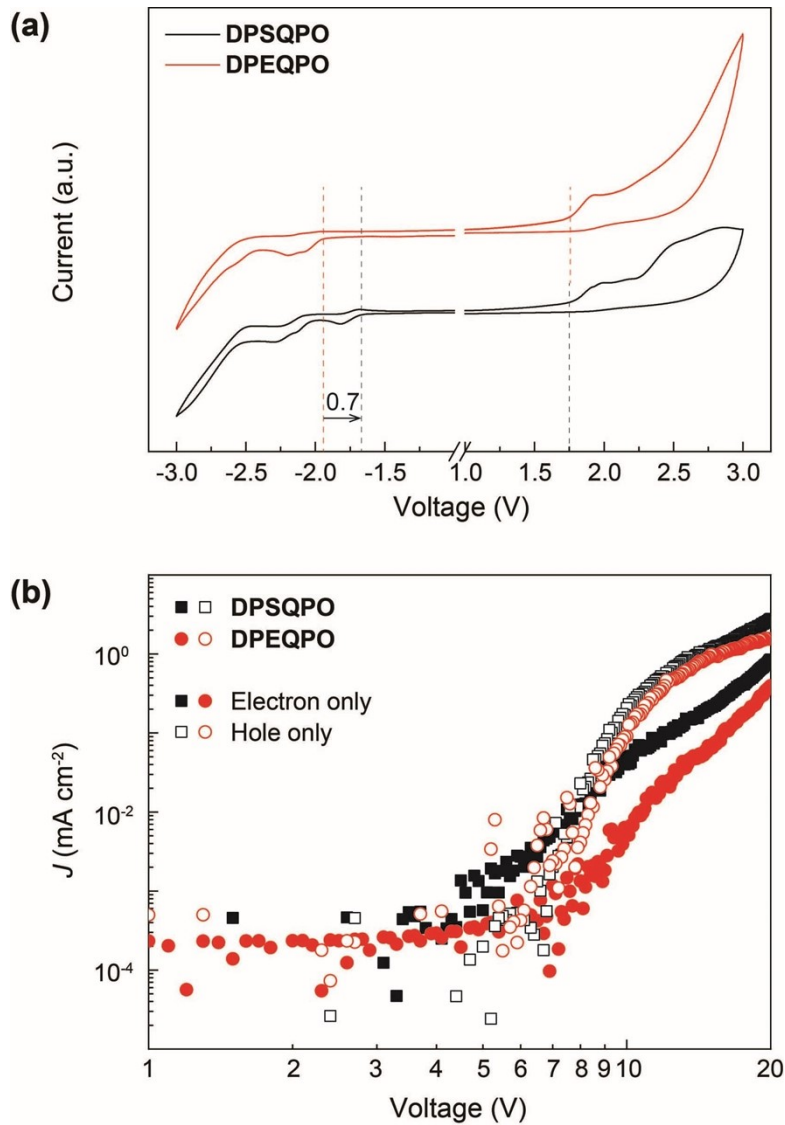 (a)
DPSQPO
DPEQPO
Current (a.u.)
0.7
-3.0 -2.5 -2.0 -1.5 1.0 1.5 2.0 2.5 3.0
Voltage (V)
(b)
DPSQPO
DPEQPO
Electron only
Hole only
J (mA cm⁻²)
10⁰
10⁻²
10⁻⁴
1 2 3 4 5 6 7 8 9 10 20
Voltage (V)